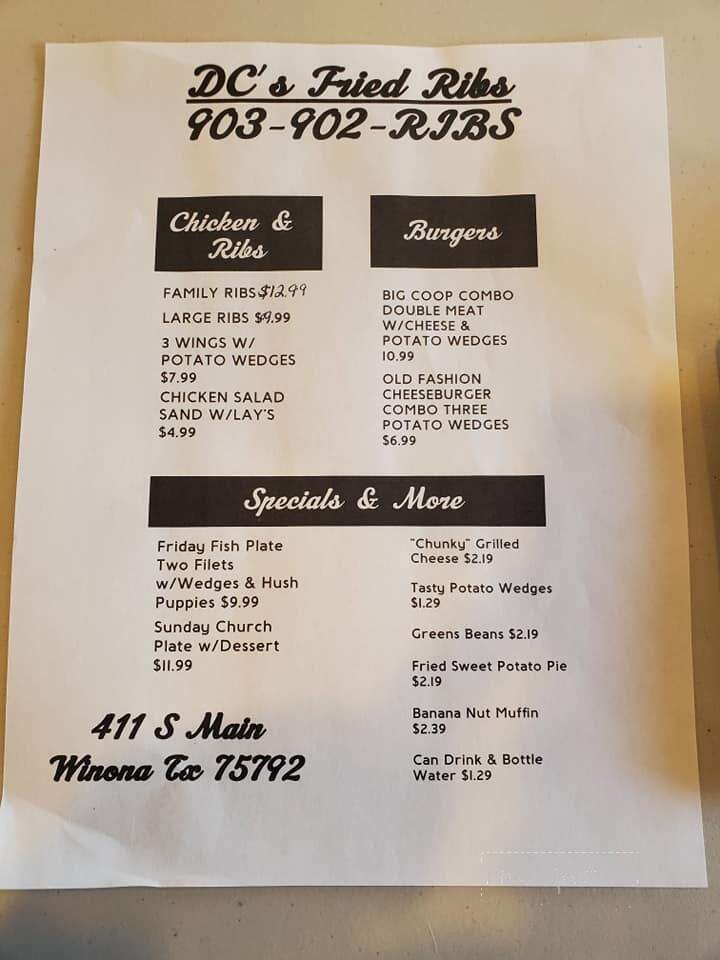 DC's Fried Ribs
903-902-RIBS
Chicken &
Ribs
FAMILY RIBS $12.99
LARGE RIBS $9.99
3 WINGS W/
POTATO WEDGES
$7.99
CHICKEN SALAD
SAND W/LAY'S
$4.99
Burgers
BIG COOP COMBO
DOUBLE MEAT
W/CHEESE &
POTATO WEDGES
10.99
OLD FASHION
CHEESEBURGER
COMBO THREE
POTATO WEDGES
$6.99
Specials & More
Friday Fish Plate
Two Filets
w/Wedges & Hush
Puppies $9.99
Sunday Church
Plate w/Dessert
$11.99
"Chunky" Grilled
Cheese $2.19
Tasty Potato Wedges
$1.29
Greens Beans $2.19
Fried Sweet Potato Pie
$2.19
Banana Nut Muffin
$2.39
Can Drink & Bottle
Water $1.29
411 S Main
Winona Tx 75792